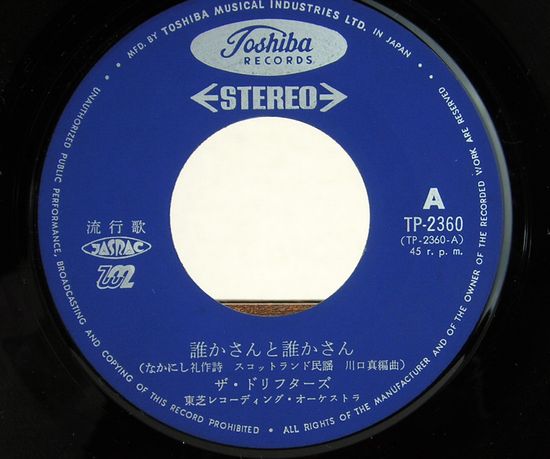 MFD. BY TOSHIBA MUSICAL INDUSTRIES LTD. IN JAPAN
Toshiba
RECORDS
STEREO
A
TP-2360
(TP-2360-A)
45 r. p. m.
流行歌
JASRAC
誰かさんと誰かさん
(なかにし礼作詩 スコットランド民謡 川口真編曲)
ザ・ドリフターズ
東芝レコーディング・オーケストラ
UNAUTHORIZED PUBLIC PERFORMANCE, BROADCASTING AND COPYING OF THIS RECORD PROHIBITED • ALL RIGHTS OF THE MANUFACTURER AND OF THE OWNER OF THE RECORDED WORK ARE RESERVED